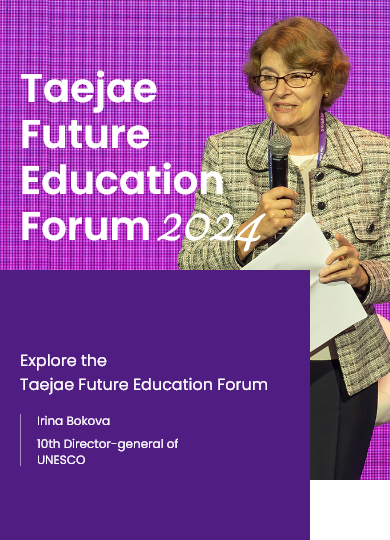 Taejae
Future
Education
Forum 2024
Explore the
Taejae Future Education Forum
Irina Bokova
10th Director-general of
UNESCO